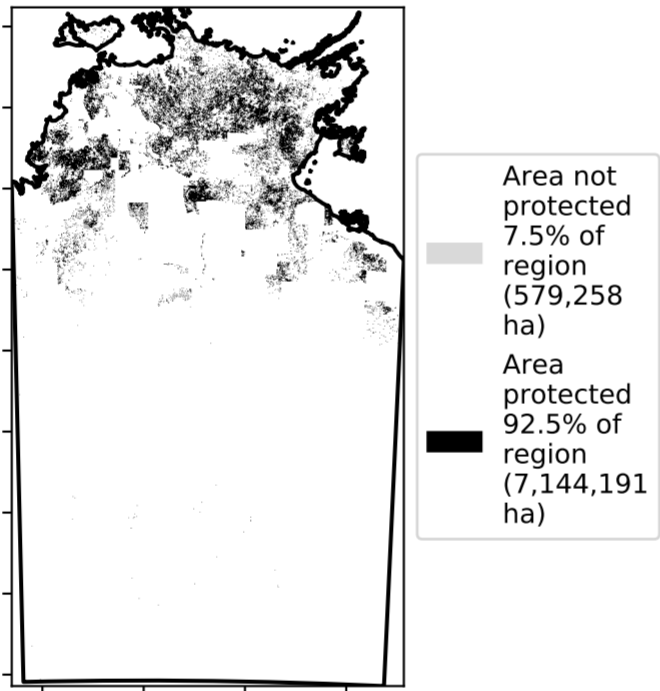 Area not
protected
7.5% of
region
(579,258
ha)
Area
protected
92.5% of
region
(7,144,191
ha)